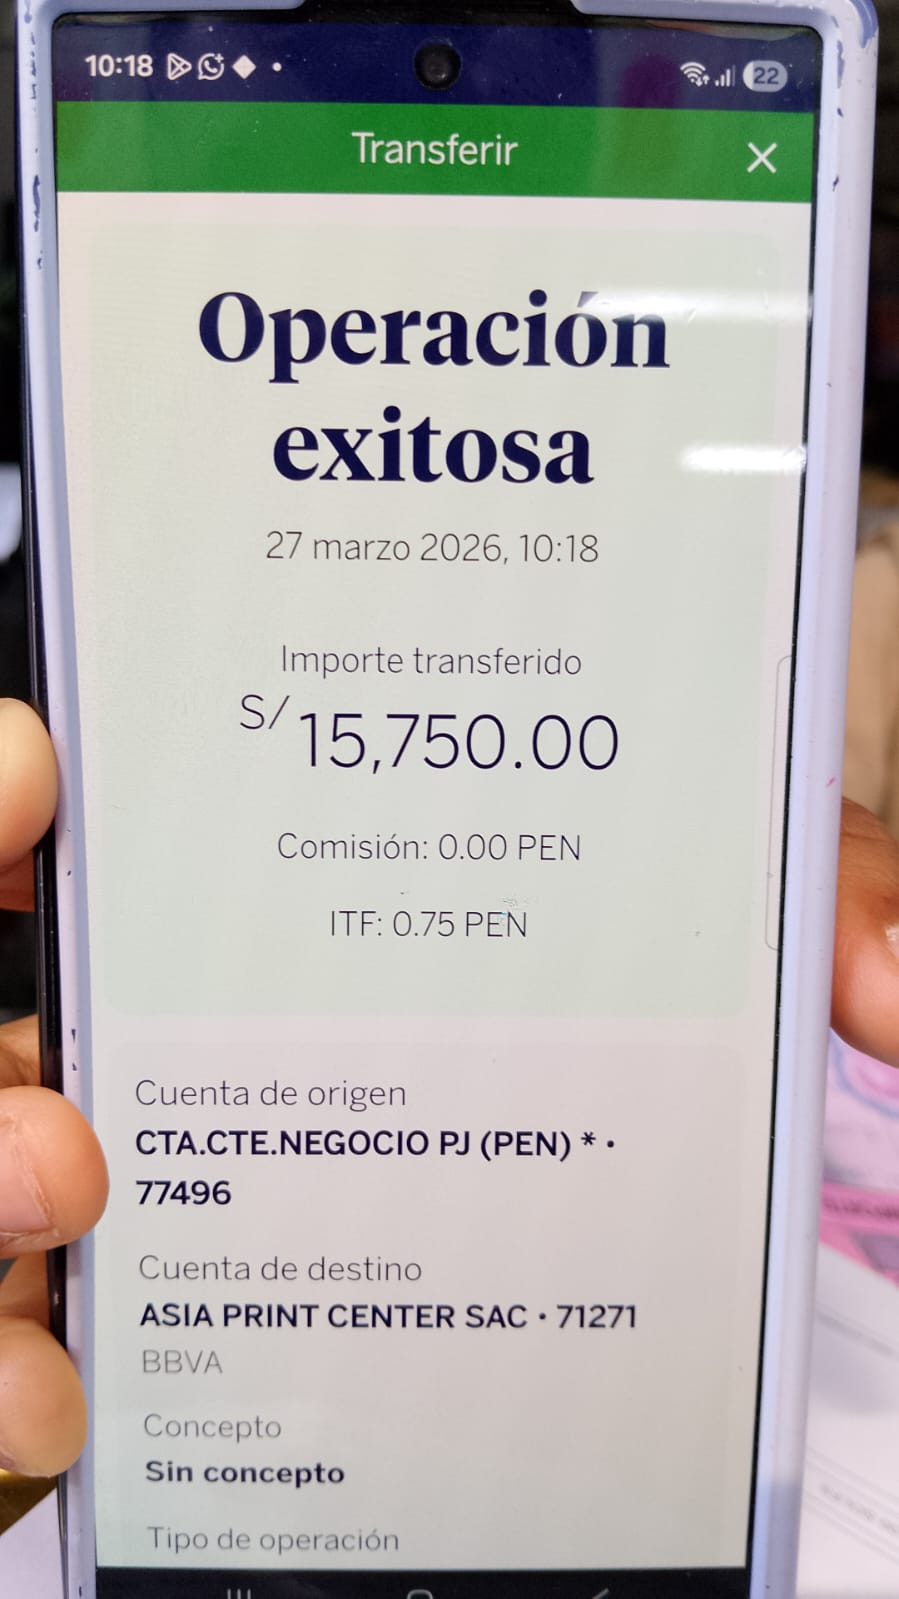 10:18
22
Transferir
Operación
exitosa
27 marzo 2026, 10:18
Importe transferido
S/ 15,750.00
Comisión: 0.00 PEN
ITF: 0.75 PEN
Cuenta de origen
CTA.CTE.NEGOCIO PJ (PEN) * •
77496
Cuenta de destino
ASIA PRINT CENTER SAC • 71271
BBVA
Concepto
Sin concepto
Tipo de operación